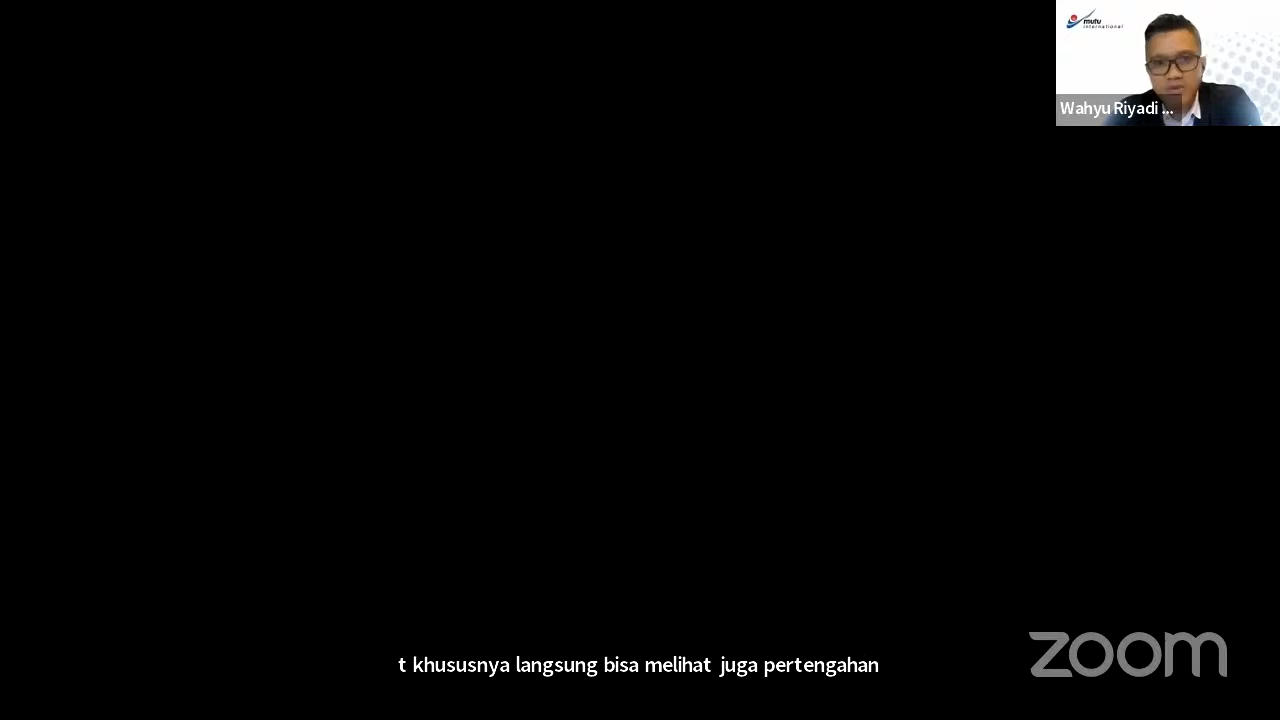 mutu
international
Wahyu Riyadi ...
t khususnya langsung bisa melihat juga pertengahan
zoom